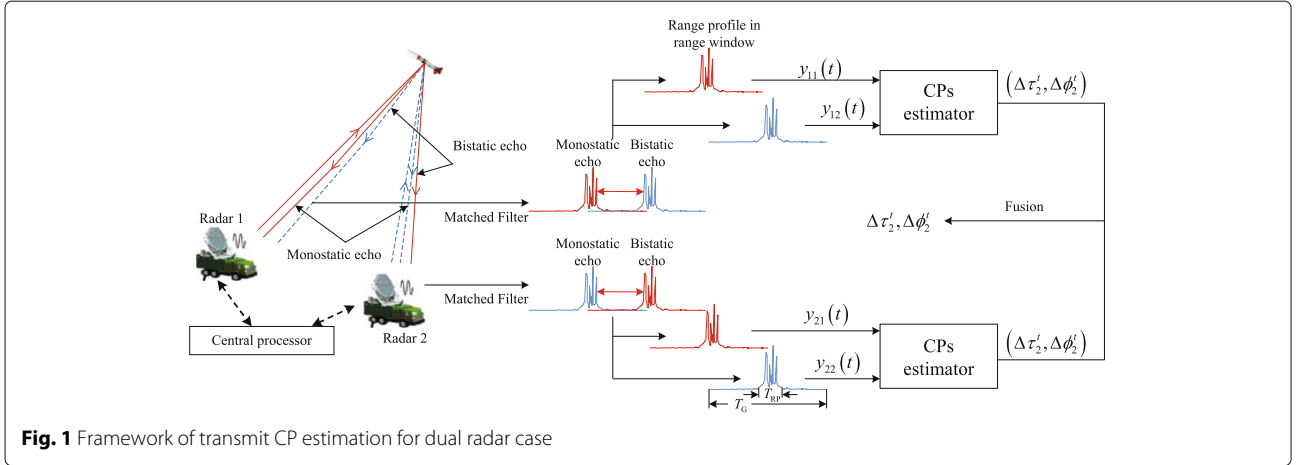 Range profile in
range window
y₁₁(t)
y₁₂(t)
CPs
estimator
(Δτ₂ᵗ, Δϕ₂ᵗ)
Bistatic echo
Monostatic
echo
Bistatic
echo
Matched Filter
Radar 1
Monostatic echo
Fusion
Δτ₂ᵗ, Δϕ₂ᵗ
Monostatic
echo
Bistatic
echo
Matched Filter
Radar 2
Central processor
y₂₁(t)
y₂₂(t)
CPs
estimator
(Δτ₂ᵗ, Δϕ₂ᵗ)
T_RP
T_G
Fig. 1 Framework of transmit CP estimation for dual radar case